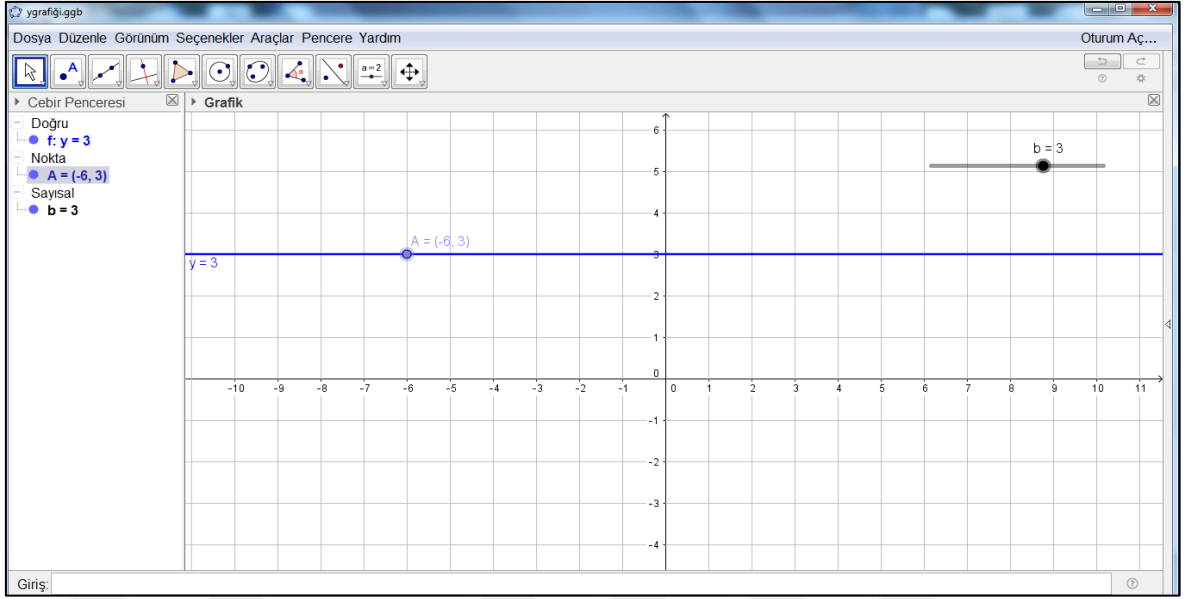 ygrafiği.ggb
Dosya Düzenle Görünüm Seçenekler Araçlar Pencere Yardım Oturum Aç...
A α a=2
Cebir Penceresi Grafik
Doğru
f: y = 3
Nokta
A = (-6, 3)
Sayısal
b = 3
b = 3
A = (-6, 3)
y = 3
6
5
4
3
2
1
0
-10 -9 -8 -7 -6 -5 -4 -3 -2 -1 0 1 2 3 4 5 6 7 8 9 10 11
-1
-2
-3
-4
Giriş: